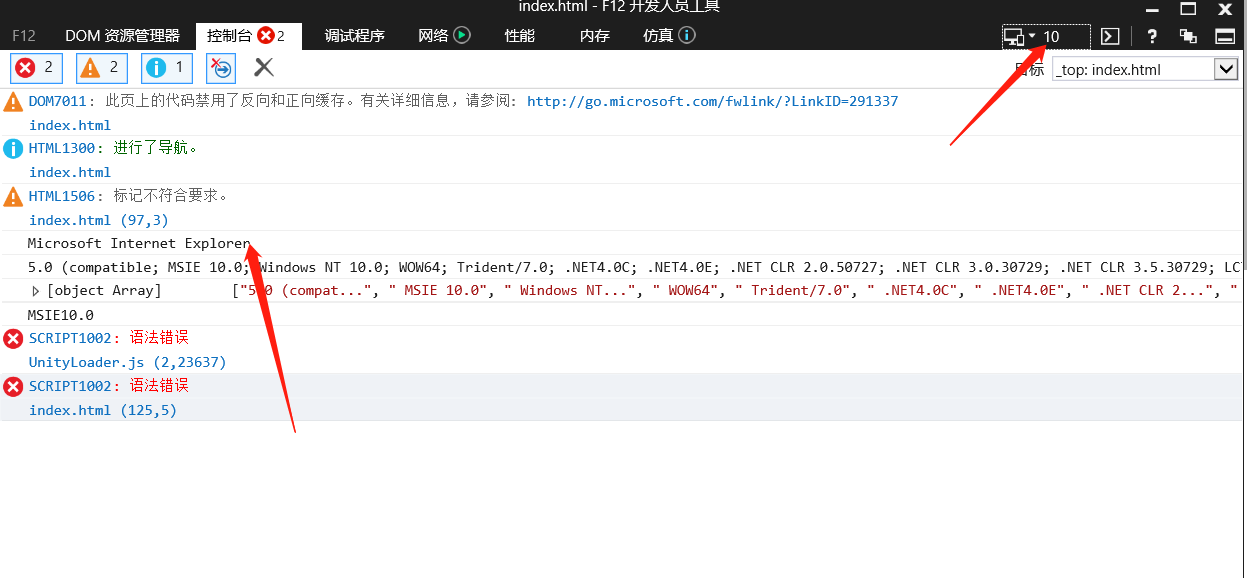 index.html - F12 开发人员工具
F12 DOM 资源管理器 控制台 2 调试程序 网络 性能 内存 仿真 10
2 2 1 目标 _top: index.html
DOM7011: 此页上的代码禁用了反向和正向缓存。有关详细信息，请参阅: http://go.microsoft.com/fwlink/?LinkID=291337
index.html
HTML1300: 进行了导航。
index.html
HTML1506: 标记不符合要求。
index.html (97,3)
Microsoft Internet Explorer
5.0 (compatible; MSIE 10.0; Windows NT 10.0; WOW64; Trident/7.0; .NET4.0C; .NET4.0E; .NET CLR 2.0.50727; .NET CLR 3.0.30729; .NET CLR 3.5.30729; LCT
[object Array] ["5.0 (compat...", " MSIE 10.0", " Windows NT...", " WOW64", " Trident/7.0", " .NET4.0C", " .NET4.0E", " .NET CLR 2...", "
MSIE10.0
SCRIPT1002: 语法错误
UnityLoader.js (2,23637)
SCRIPT1002: 语法错误
index.html (125,5)